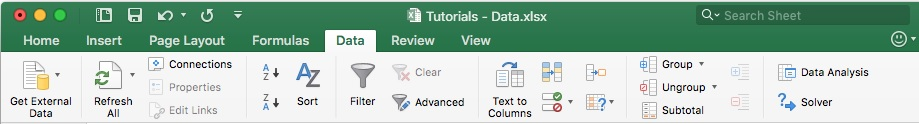 Tutorials - Data.xlsx
Search Sheet
Home Insert Page Layout Formulas Data Review View
Get External Data
Refresh All
Connections
Properties
Edit Links
A Z
Z A
AZ
Sort
Filter
Clear
Advanced
Text to Columns
Group
Ungroup
Subtotal
Data Analysis
Solver